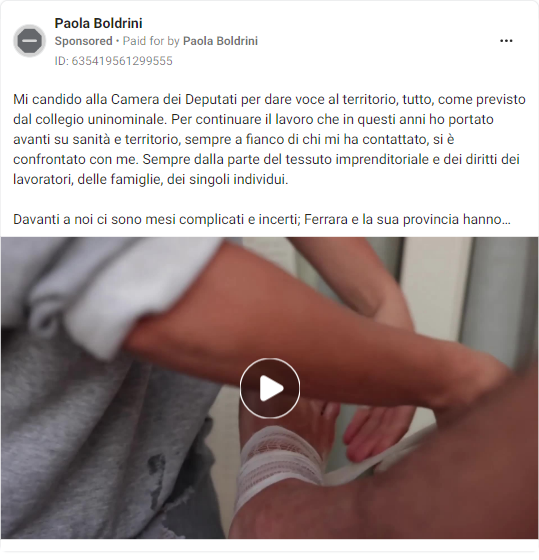 Paola Boldrini
Sponsored • Paid for by Paola Boldrini
ID: 635419561299555
Mi candido alla Camera dei Deputati per dare voce al territorio, tutto, come previsto
dal collegio uninominale. Per continuare il lavoro che in questi anni ho portato
avanti su sanità e territorio, sempre a fianco di chi mi ha contattato, si è
confrontato con me. Sempre dalla parte del tessuto imprenditoriale e dei diritti dei
lavoratori, delle famiglie, dei singoli individui.
Davanti a noi ci sono mesi complicati e incerti; Ferrara e la sua provincia hanno...